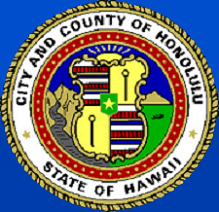 CITY AND COUNTY OF HONOLULU
STATE OF HAWAII